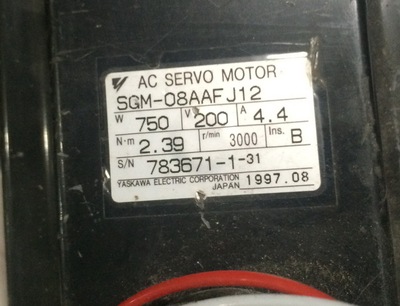 AC SERVO MOTOR
SGM-08AAFJ12
W 750 V 200 A 4.4
N·m 2.39 r/min 3000 Ins. B
S/N 783671-1-31
YASKAWA ELECTRIC CORPORATION JAPAN 1997.08